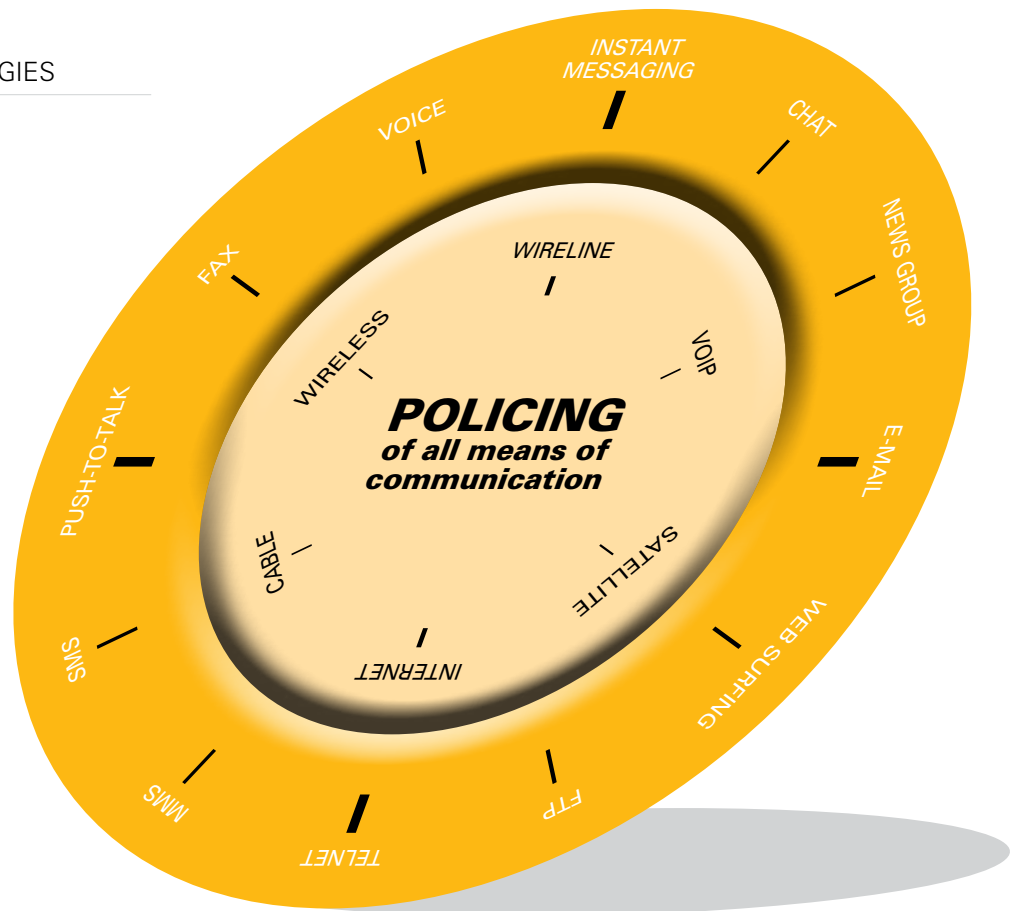 GIES
INSTANT
MESSAGING
CHAT
NEWS GROUP
E-MAIL
WEB SURFING
FTP
TELNET
MMS
SMS
PUSH-TO-TALK
FAX
VOICE
WIRELINE
VOIP
SATELLITE
INTERNET
CABLE
WIRELESS
POLICING
of all means of
communication